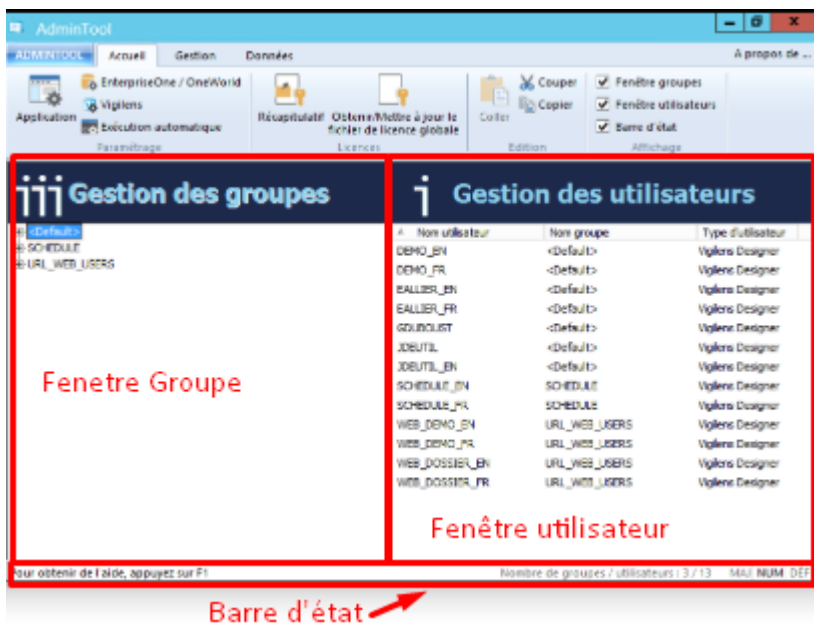 AdminTool
ADMINTOOL Accueil Gestion Données A propos de ...
Application
EnterpriseOne / OneWorld
Vigilens
Exécution automatique
Paramétrage
Récapitulatif
Obtenir/Mettre à jour le fichier de licence globale
Licences
Coller
Couper
Copier
Edition
Fenêtre groupes
Fenêtre utilisateurs
Barre d'état
Affichage
Gestion des groupes
<Default>
SCHEDULE
URL_WEB_USERS
Fenetre Groupe
Gestion des utilisateurs
Nom utilisateur Nom groupe Type d'utilisateur
DEMO_EN <Default> Vigilens Designer
DEMO_FR <Default> Vigilens Designer
EALLIER_EN <Default> Vigilens Designer
EALLIER_FR <Default> Vigilens Designer
<Default> Vigilens Designer
JDEUTIL <Default> Vigilens Designer
JDEUTIL_EN <Default> Vigilens Designer
SCHEDULE_EN SCHEDULE Vigilens Designer
SCHEDULE_FR SCHEDULE Vigilens Designer
WEB_DEMO_EN URL_WEB_USERS Vigilens Designer
WEB_DEMO_FR URL_WEB_USERS Vigilens Designer
WEB_DOSSIER_EN URL_WEB_USERS Vigilens Designer
WEB_DOSSIER_FR URL_WEB_USERS Vigilens Designer
Fenêtre utilisateur
Pour obtenir de l'aide, appuyez sur F1 Nombre de groupes / utilisateurs : 3 / 13 MAJ NUM DÉF
Barre d'état